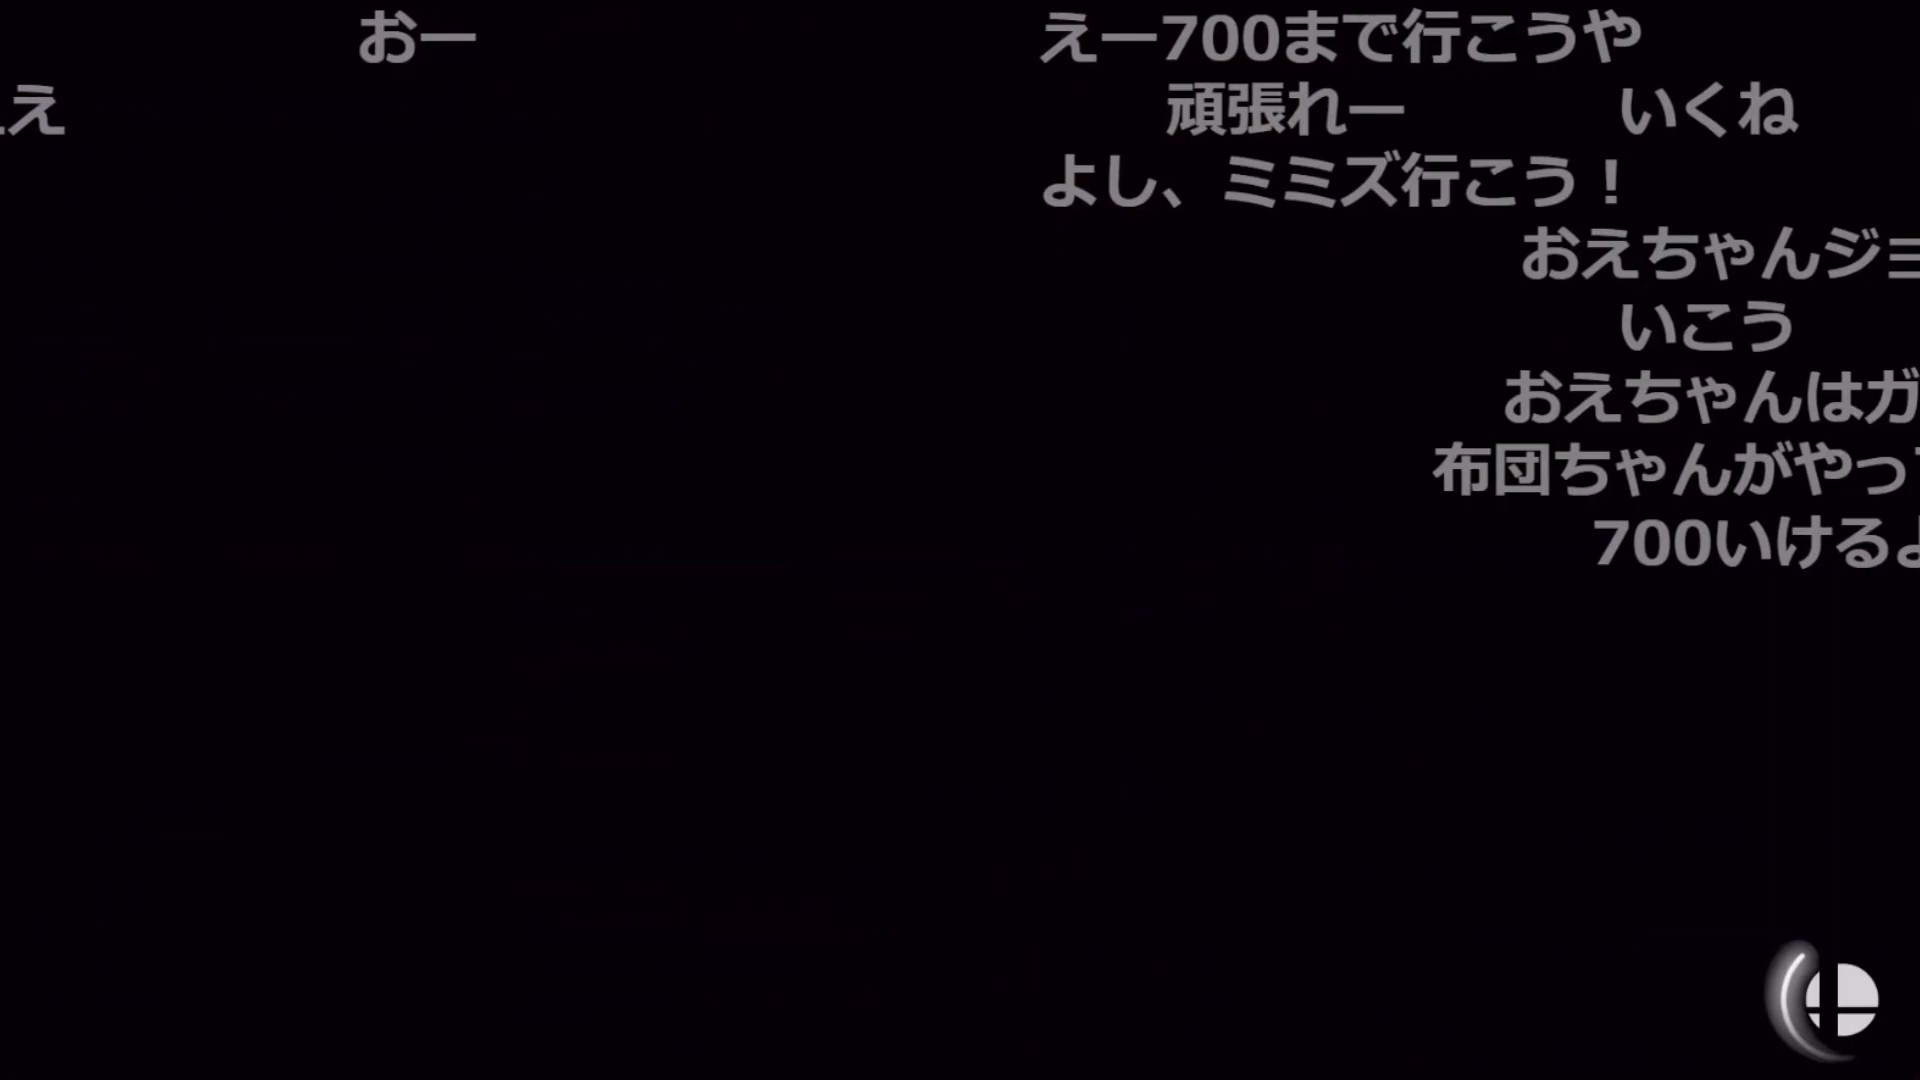 おー えー700まで行こうや
え 頑張れー いくね
よし、ミミズ行こう！
おえちゃんジョ
いこう
おえちゃんはガ
布団ちゃんがやっ
700いけるよ